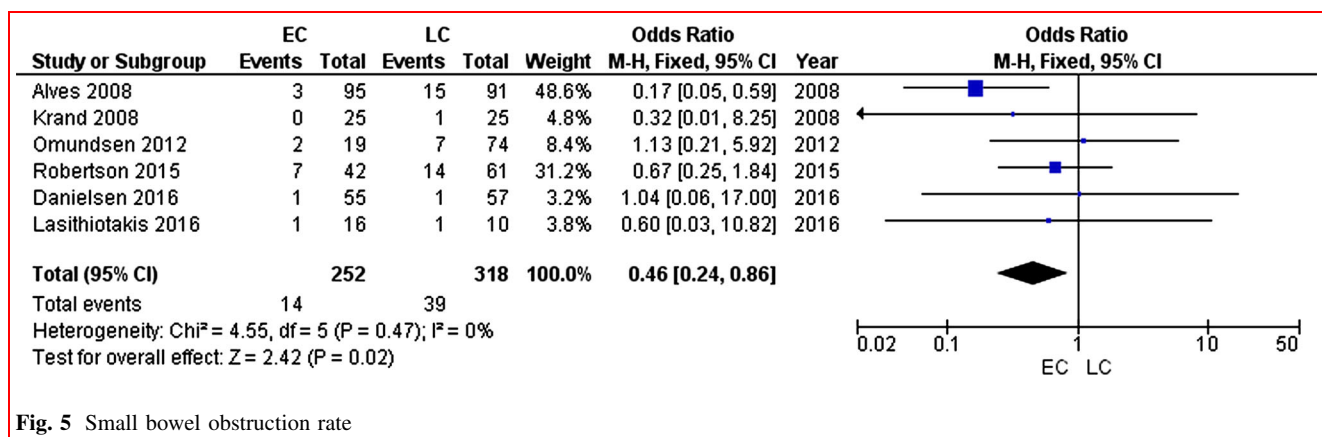 EC LC Odds Ratio Odds Ratio
Study or Subgroup Events Total Events Total Weight M-H, Fixed, 95% CI Year M-H, Fixed, 95% CI
Alves 2008 3 95 15 91 48.6% 0.17 [0.05, 0.59] 2008
Krand 2008 0 25 1 25 4.8% 0.32 [0.01, 8.25] 2008
Omundsen 2012 2 19 7 74 8.4% 1.13 [0.21, 5.92] 2012
Robertson 2015 7 42 14 61 31.2% 0.67 [0.25, 1.84] 2015
Danielsen 2016 1 55 1 57 3.2% 1.04 [0.06, 17.00] 2016
Lasithiotakis 2016 1 16 1 10 3.8% 0.60 [0.03, 10.82] 2016
Total (95% CI) 252 318 100.0% 0.46 [0.24, 0.86]
Total events 14 39
Heterogeneity: Chi² = 4.55, df = 5 (P = 0.47); I² = 0%
Test for overall effect: Z = 2.42 (P = 0.02)
0.02 0.1 1 10 50
EC LC
Fig. 5 Small bowel obstruction rate